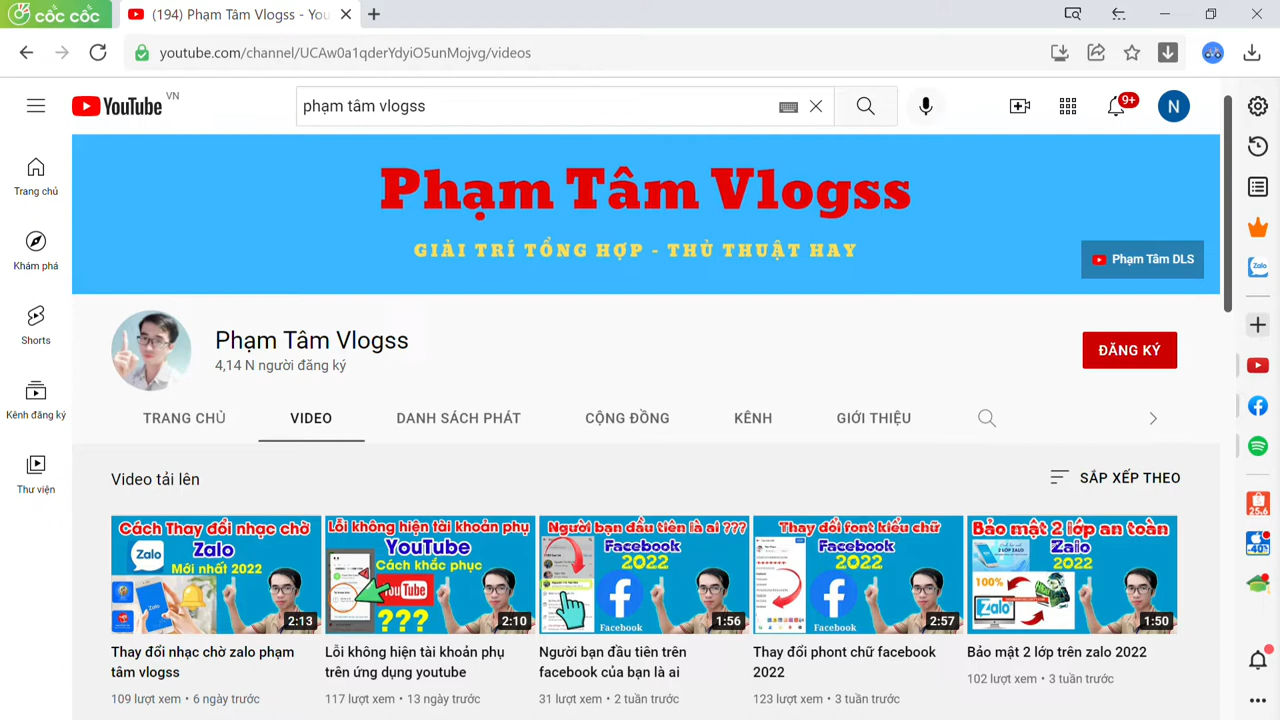 cốc cốc
(194) Phạm Tâm Vlogss - You
youtube.com/channel/UCAw0a1qderYdyiO5unMojvg/videos
YouTube VN
phạm tâm vlogss
9+
N
Trang chủ
Khám phá
Shorts
Kênh đăng ký
Thư viện
Phạm Tâm Vlogss
GIẢI TRÍ TỔNG HỢP - THỦ THUẬT HAY
Phạm Tâm DLS
Phạm Tâm Vlogss
4,14 N người đăng ký
ĐĂNG KÝ
TRANG CHỦ
VIDEO
DANH SÁCH PHÁT
CỘNG ĐỒNG
KÊNH
GIỚI THIỆU
Video tải lên
SẮP XẾP THEO
Cách Thay đổi nhạc chờ
Zalo
Zalo
Mới nhất 2022
2:13
Thay đổi nhạc chờ zalo phạm
tâm vlogss
109 lượt xem • 6 ngày trước
Lỗi không hiện tài khoản phụ
YouTube
Cách khắc phục
ouTube
???
2:10
Lỗi không hiện tài khoản phụ
trên ứng dụng youtube
117 lượt xem • 13 ngày trước
Người bạn đầu tiên là ai ???
Facebook
2022
Facebook
1:56
Người bạn đầu tiên trên
facebook của bạn là ai
31 lượt xem • 2 tuần trước
Thay đổi font kiểu chữ
Facebook
2022
Facebook
2:57
Thay đổi phont chữ facebook
2022
123 lượt xem • 3 tuần trước
Bảo mật 2 lớp an toàn
Zalo
2022
100%
Zalo
1:50
Bảo mật 2 lớp trên zalo 2022
102 lượt xem • 3 tuần trước
Zalo
25.6
-40%